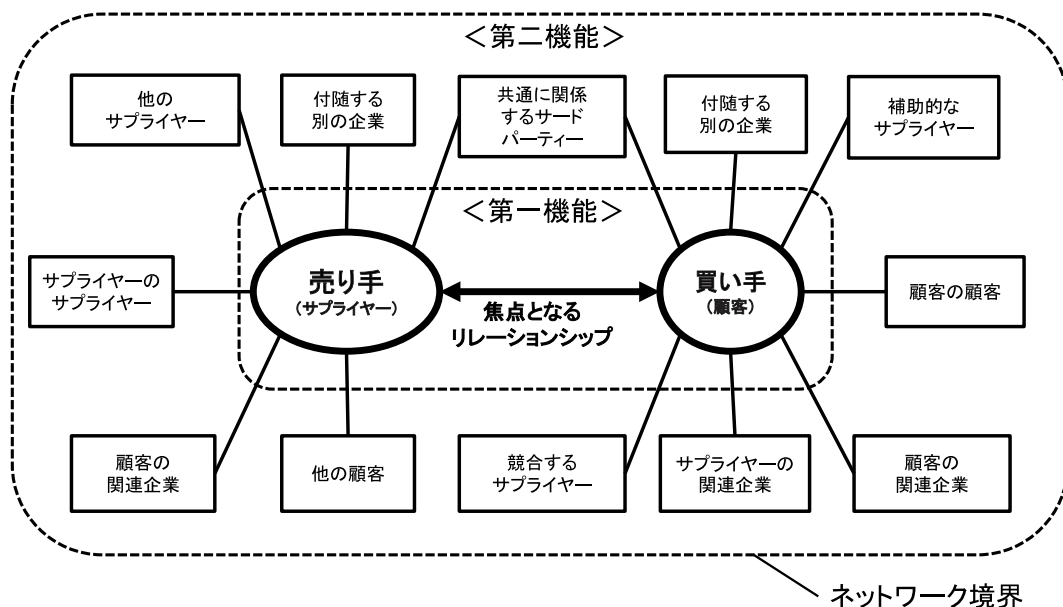 ＜第二機能＞
他の
サプライヤー
付随する
別の企業
共通に関係
するサード
パーティー
付随する
別の企業
補助的な
サプライヤー
＜第一機能＞
サプライヤーの
サプライヤー
売り手
（サプライヤー）
焦点となる
リレーションシップ
買い手
（顧客）
顧客の顧客
顧客の
関連企業
他の顧客
競合する
サプライヤー
サプライヤーの
関連企業
顧客の
関連企業
ネットワーク境界